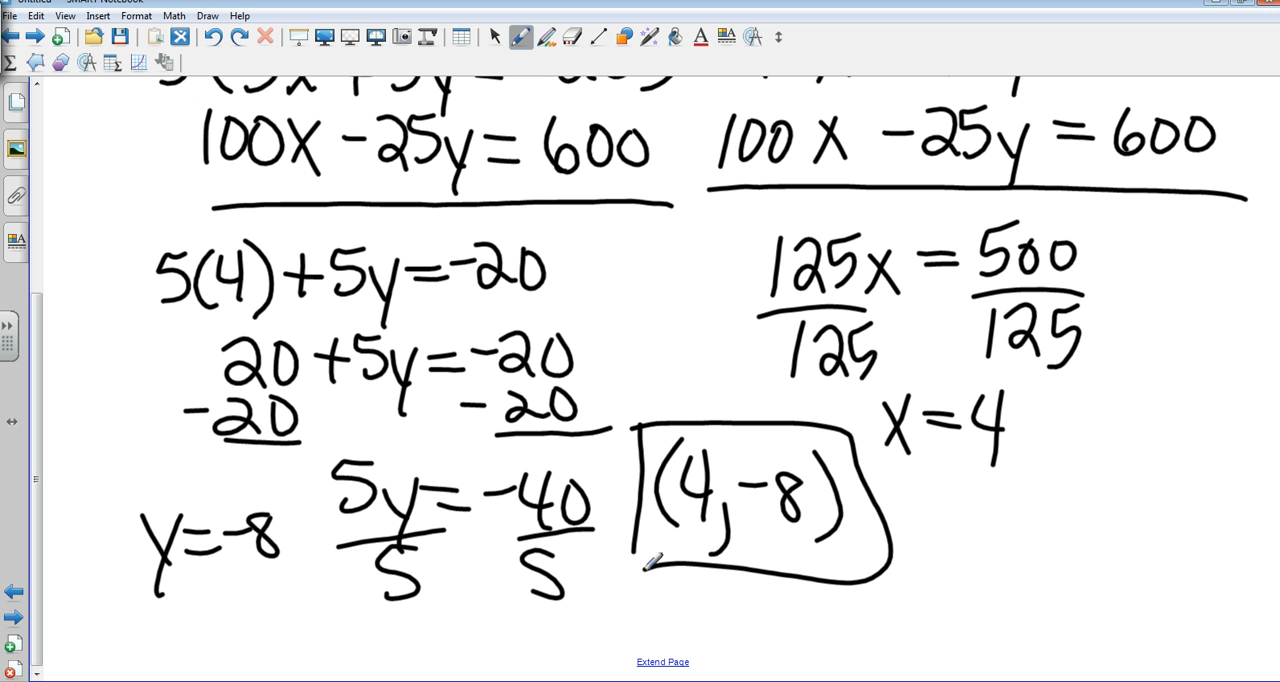 File Edit View Insert Format Math Draw Help
100x - 25y = 600
100x - 25y = 600
5(4) + 5y = -20
20 + 5y = -20
-20 - 20
5y = -40
5 5
y = -8
125x = 500
125 125
x = 4
(4, -8)
Extend Page